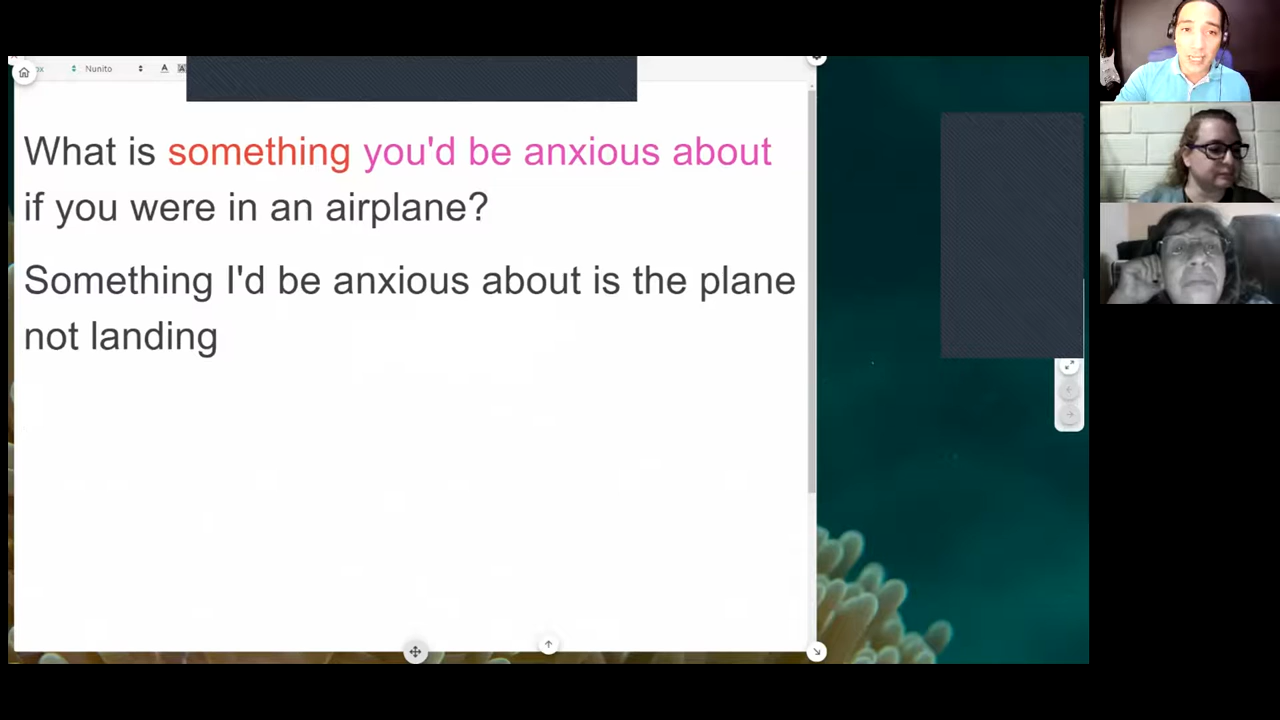 Nunito
What is something you'd be anxious about
if you were in an airplane?
Something I'd be anxious about is the plane
not landing